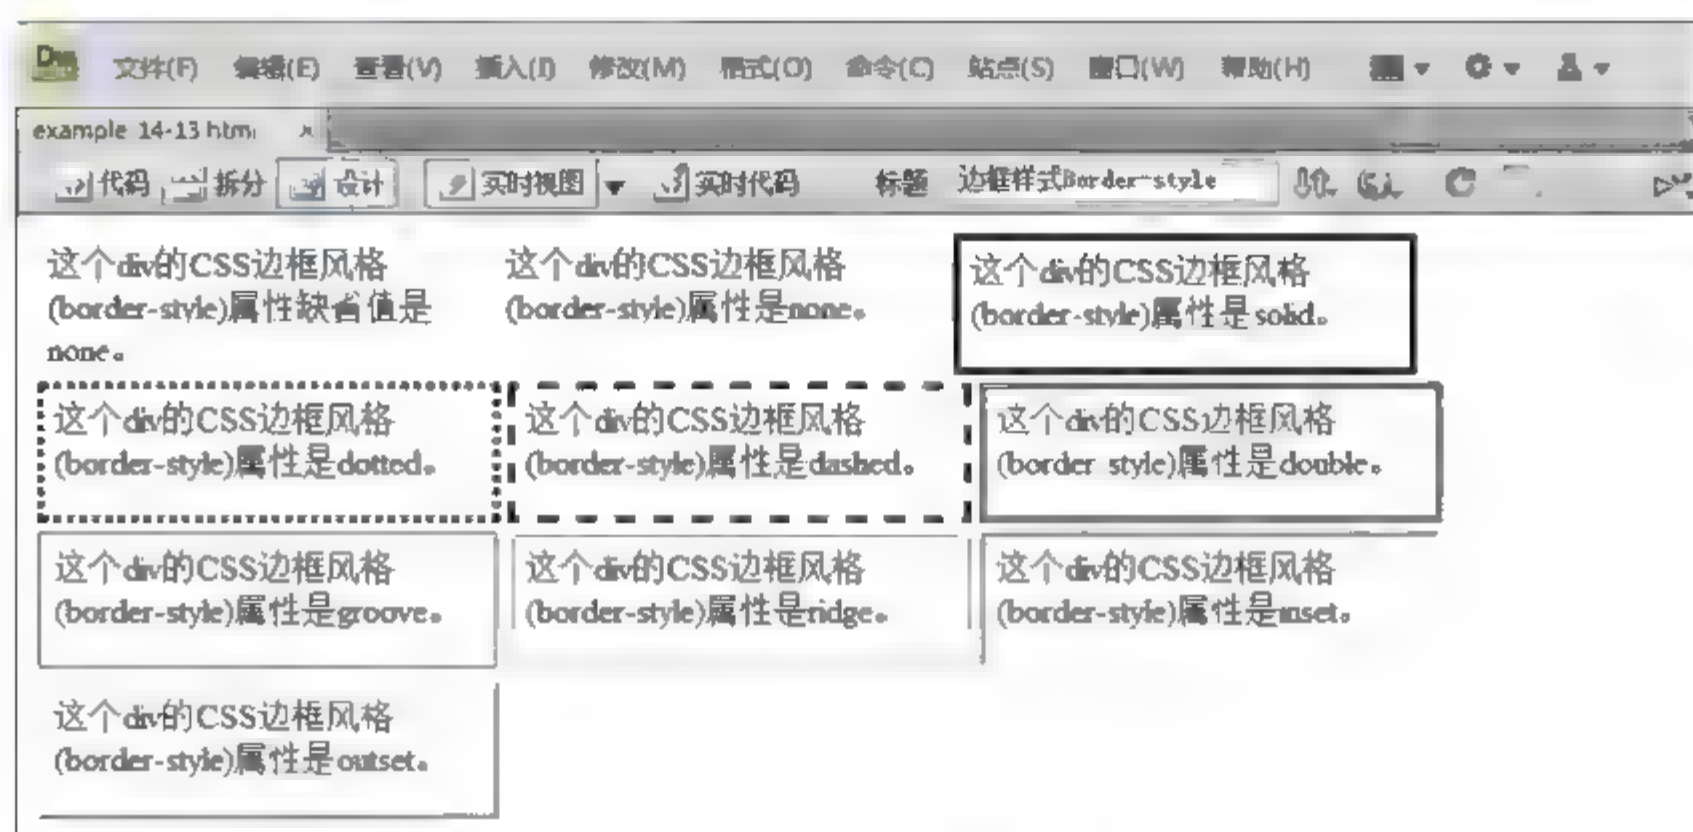 Dw 文件(F) 编辑(E) 查看(V) 插入(I) 修改(M) 格式(O) 命令(C) 站点(S) 窗口(W) 帮助(H)
example 14-13 html ×
代码 拆分 设计 实时视图 实时代码 标题 边框样式Border-style
这个div的CSS边框风格
(border-style)属性缺省值是
none。
这个div的CSS边框风格
(border-style)属性是none。
这个div的CSS边框风格
(border-style)属性是solid。
这个div的CSS边框风格
(border-style)属性是dotted。
这个div的CSS边框风格
(border-style)属性是dashed。
这个div的CSS边框风格
(border style)属性是double。
这个div的CSS边框风格
(border-style)属性是groove。
这个div的CSS边框风格
(border-style)属性是ridge。
这个div的CSS边框风格
(border-style)属性是inset。
这个div的CSS边框风格
(border-style)属性是outset。